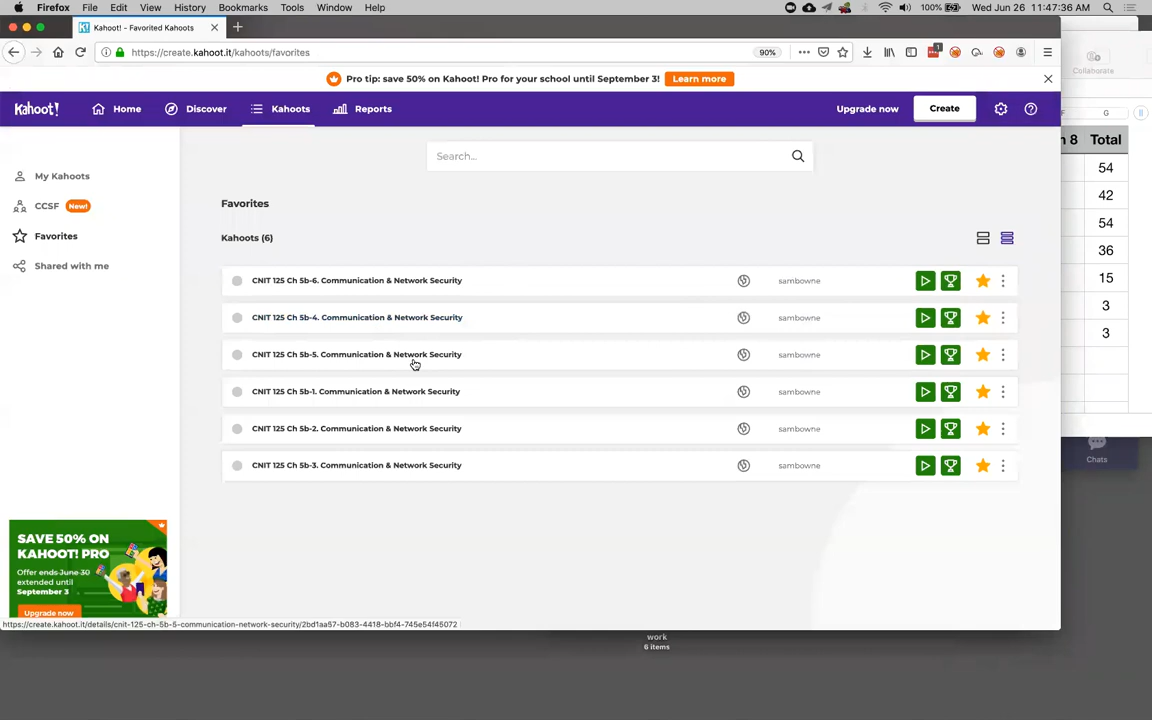 Firefox File Edit View History Bookmarks Tools Window Help 100% Wed Jun 26 11:47:36 AM
Kahoot! - Favorited Kahoots
https://create.kahoot.it/kahoots/favorites 90%
Pro tip: save 50% on Kahoot! Pro for your school until September 3! Learn more
Kahoot! Home Discover Kahoots Reports Upgrade now Create
Search...
My Kahoots
CCSF New!
Favorites
Shared with me
Favorites
Kahoots (6)
CNIT 125 Ch 5b-6. Communication & Network Security sambowne
CNIT 125 Ch 5b-4. Communication & Network Security sambowne
CNIT 125 Ch 5b-5. Communication & Network Security sambowne
CNIT 125 Ch 5b-1. Communication & Network Security sambowne
CNIT 125 Ch 5b-2. Communication & Network Security sambowne
CNIT 125 Ch 5b-3. Communication & Network Security sambowne
SAVE 50% ON
KAHOOT! PRO
Offer ends June 30
extended until
September 3
Upgrade now
https://create.kahoot.it/details/cnit-125-ch-5b-5-communication-network-security/2bd1aa57-b083-4418-bbf4-745e54f45072
Collaborate
G
8 Total
54
42
54
36
15
3
3
Chats
work
6 items